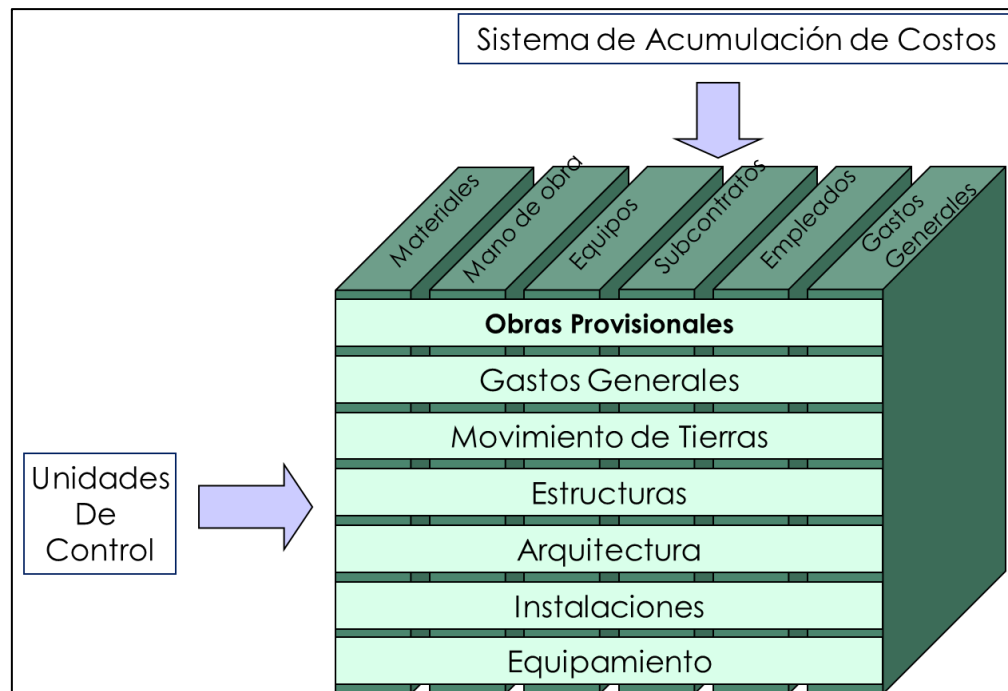 Sistema de Acumulación de Costos
Materiales
Mano de obra
Equipos
Subcontratos
Empleados
Gastos
Generales
Obras Provisionales
Gastos Generales
Movimiento de Tierras
Unidades
De
Control
Estructuras
Arquitectura
Instalaciones
Equipamiento